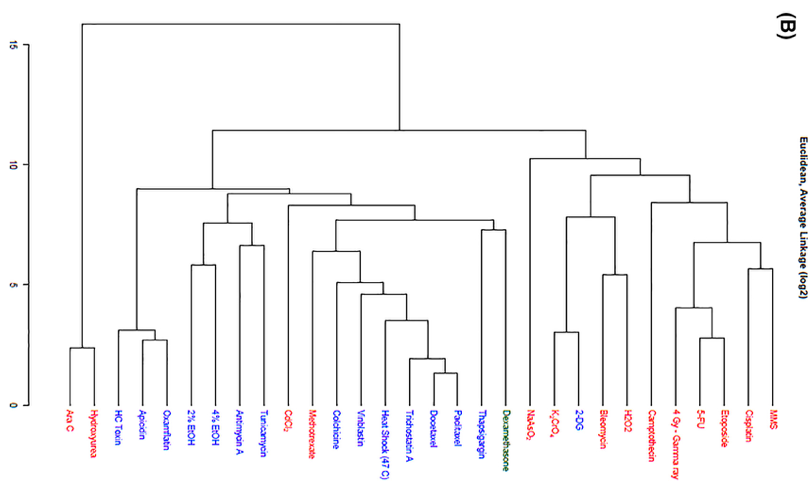 (B)
Euclidean, Average Linkage (log2)
15
10
5
0
Ara C
Hydroxyurea
HC Toxin
Apicidin
Oxamflatin
2% EtOH
4% EtOH
Antimycin A
Tunicamycin
CoCl₂
Methotrexate
Colchicine
Vinblastin
Heat Shock (47 C)
Trichostatin A
Docetaxel
Paclitaxel
Thapsigargin
Dexamethasone
NaAsO₂
K₂CrO₄
2-DG
Bleomycin
H2O2
Camptothecin
4 Gy - Gamma ray
5-FU
Etoposide
Cisplatin
MMS